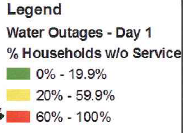 Legend
Water Outages - Day 1
% Households w/o Service
0% - 19.9%
20% - 59.9%
60% - 100%